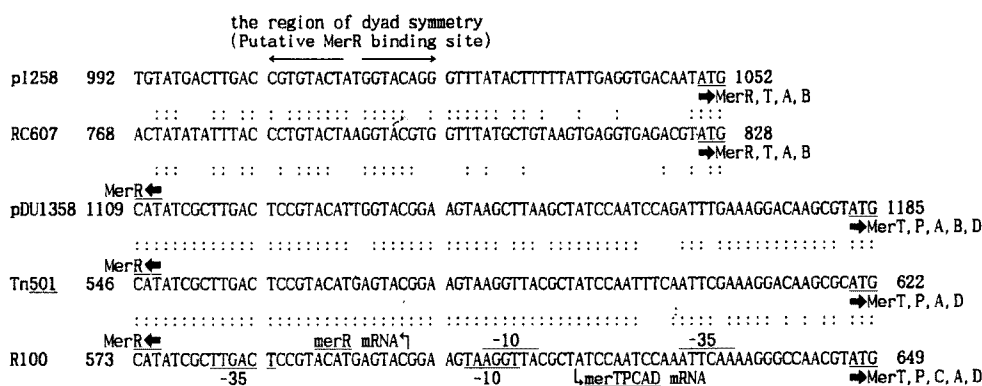 the region of dyad symmetry
(Putative MerR binding site)
pI258 992 TGTATGACTTGAC CGTGTACTATGGTACAGG GTTTATACTTTTTATTGAGGTGACAATATG 1052
➡MerR, T, A, B
RC607 768 ACTATATATTTAC CCTGTACTAAGGTACGTG GTTTATGCTGTAAGTGAGGTGAGACGTATG 828
➡MerR, T, A, B
MerR⬅
pDU1358 1109 CATATCGCTTGAC TCCGTACATTGGTACGGA AGTAAGCTTAAGCTATCCAATCCAGATTTGAAAGGACAAGCGTATG 1185
➡MerT, P, A, B, D
MerR⬅
Tn501 546 CATATCGCTTGAC TCCGTACATGAGTACGGA AGTAAGGTTACGCTATCCAATTTCAATTCGAAAGGACAAGCGCATG 622
➡MerT, P, A, D
MerR⬅ merR mRNA -10 -35
R100 573 CATATCGCTTGACT TCCGTACATGAGTACGGA AGTAAGGTTACGCTATCCAATCCAAATTCAAAAGGGCCAACGTATG 649
-35 -10 merTPCAD mRNA ➡MerT, P, C, A, D